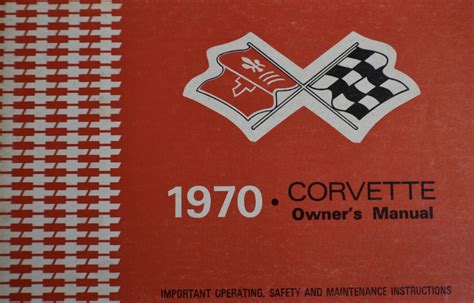 1970 • CORVETTE
Owner's Manual
IMPORTANT OPERATING, SAFETY AND MAINTENANCE INSTRUCTIONS